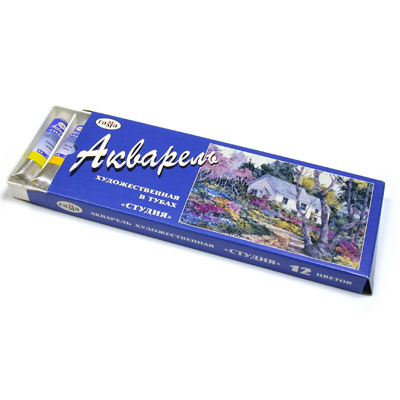 гамма
Акварель
ХУДОЖЕСТВЕННАЯ
В ТУБАХ
«СТУДИЯ»
гамма
АКВАРЕЛЬ ХУДОЖЕСТВЕННАЯ «СТУДИЯ» 12 ЦВЕТОВ